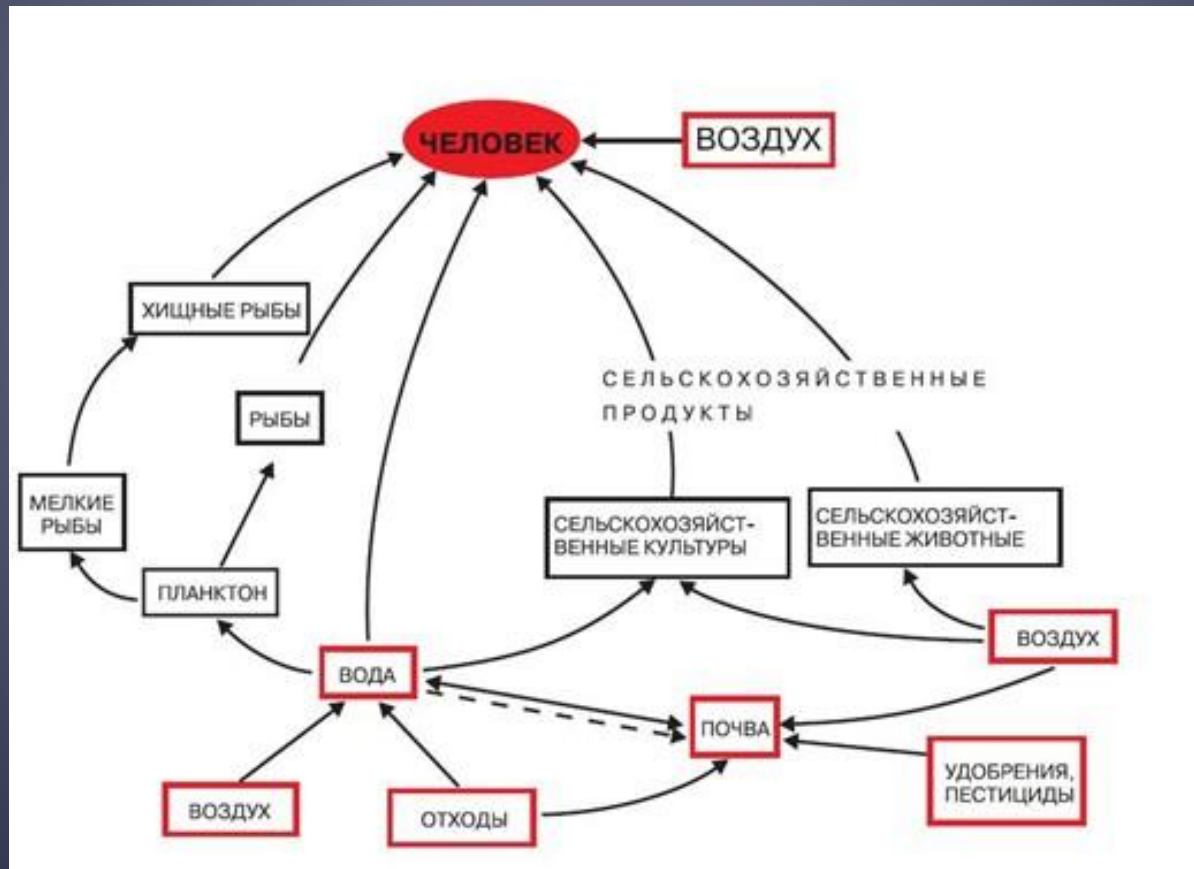 ЧЕЛОВЕК
ВОЗДУХ
ХИЩНЫЕ РЫБЫ
СЕЛЬСКОХОЗЯЙСТВЕННЫЕ
ПРОДУКТЫ
РЫБЫ
МЕЛКИЕ
РЫБЫ
СЕЛЬСКОХОЗЯЙСТ-
ВЕННЫЕ КУЛЬТУРЫ
СЕЛЬСКОХОЗЯЙСТ-
ВЕННЫЕ ЖИВОТНЫЕ
ПЛАНКТОН
ВОЗДУХ
ВОДА
ПОЧВА
УДОБРЕНИЯ,
ПЕСТИЦИДЫ
ВОЗДУХ
ОТХОДЫ